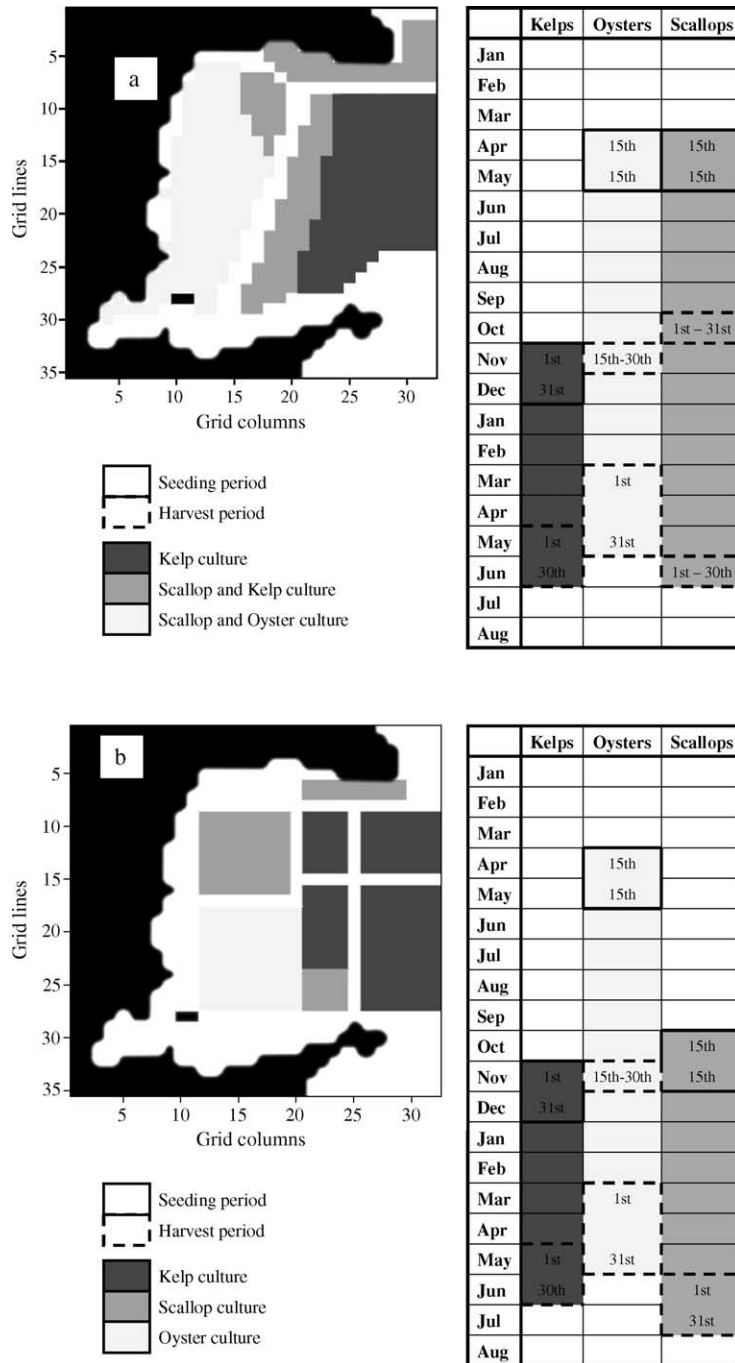 a
5
10
15
20
25
30
35
Grid lines
5 10 15 20 25 30
Grid columns
Seeding period
Harvest period
Kelp culture
Scallop and Kelp culture
Scallop and Oyster culture
Kelps Oysters Scallops
Jan
Feb
Mar
Apr 15th 15th
May 15th 15th
Jun
Jul
Aug
Sep
Oct 1st – 31st
Nov 1st 15th-30th
Dec 31st
Jan
Feb
Mar 1st
Apr
May 1st 31st
Jun 30th 1st – 30th
Jul
Aug
b
5
10
15
20
25
30
35
Grid lines
5 10 15 20 25 30
Grid columns
Seeding period
Harvest period
Kelp culture
Scallop culture
Oyster culture
Kelps Oysters Scallops
Jan
Feb
Mar
Apr 15th
May 15th
Jun
Jul
Aug
Sep
Oct 15th
Nov 1st 15th-30th 15th
Dec 31st
Jan
Feb
Mar 1st
Apr
May 1st 31st
Jun 30th 1st
Jul 31st
Aug